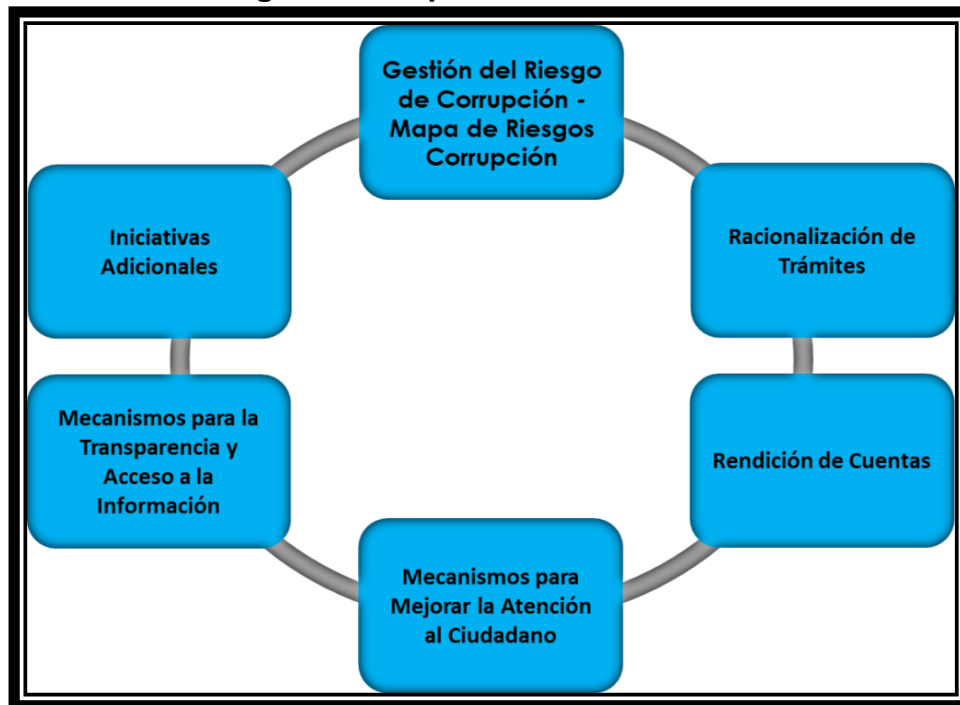 Gestión del Riesgo
de Corrupción -
Mapa de Riesgos
Corrupción
Racionalización de
Trámites
Rendición de Cuentas
Mecanismos para
Mejorar la Atención
al Ciudadano
Mecanismos para la
Transparencia y
Acceso a la
Información
Iniciativas
Adicionales